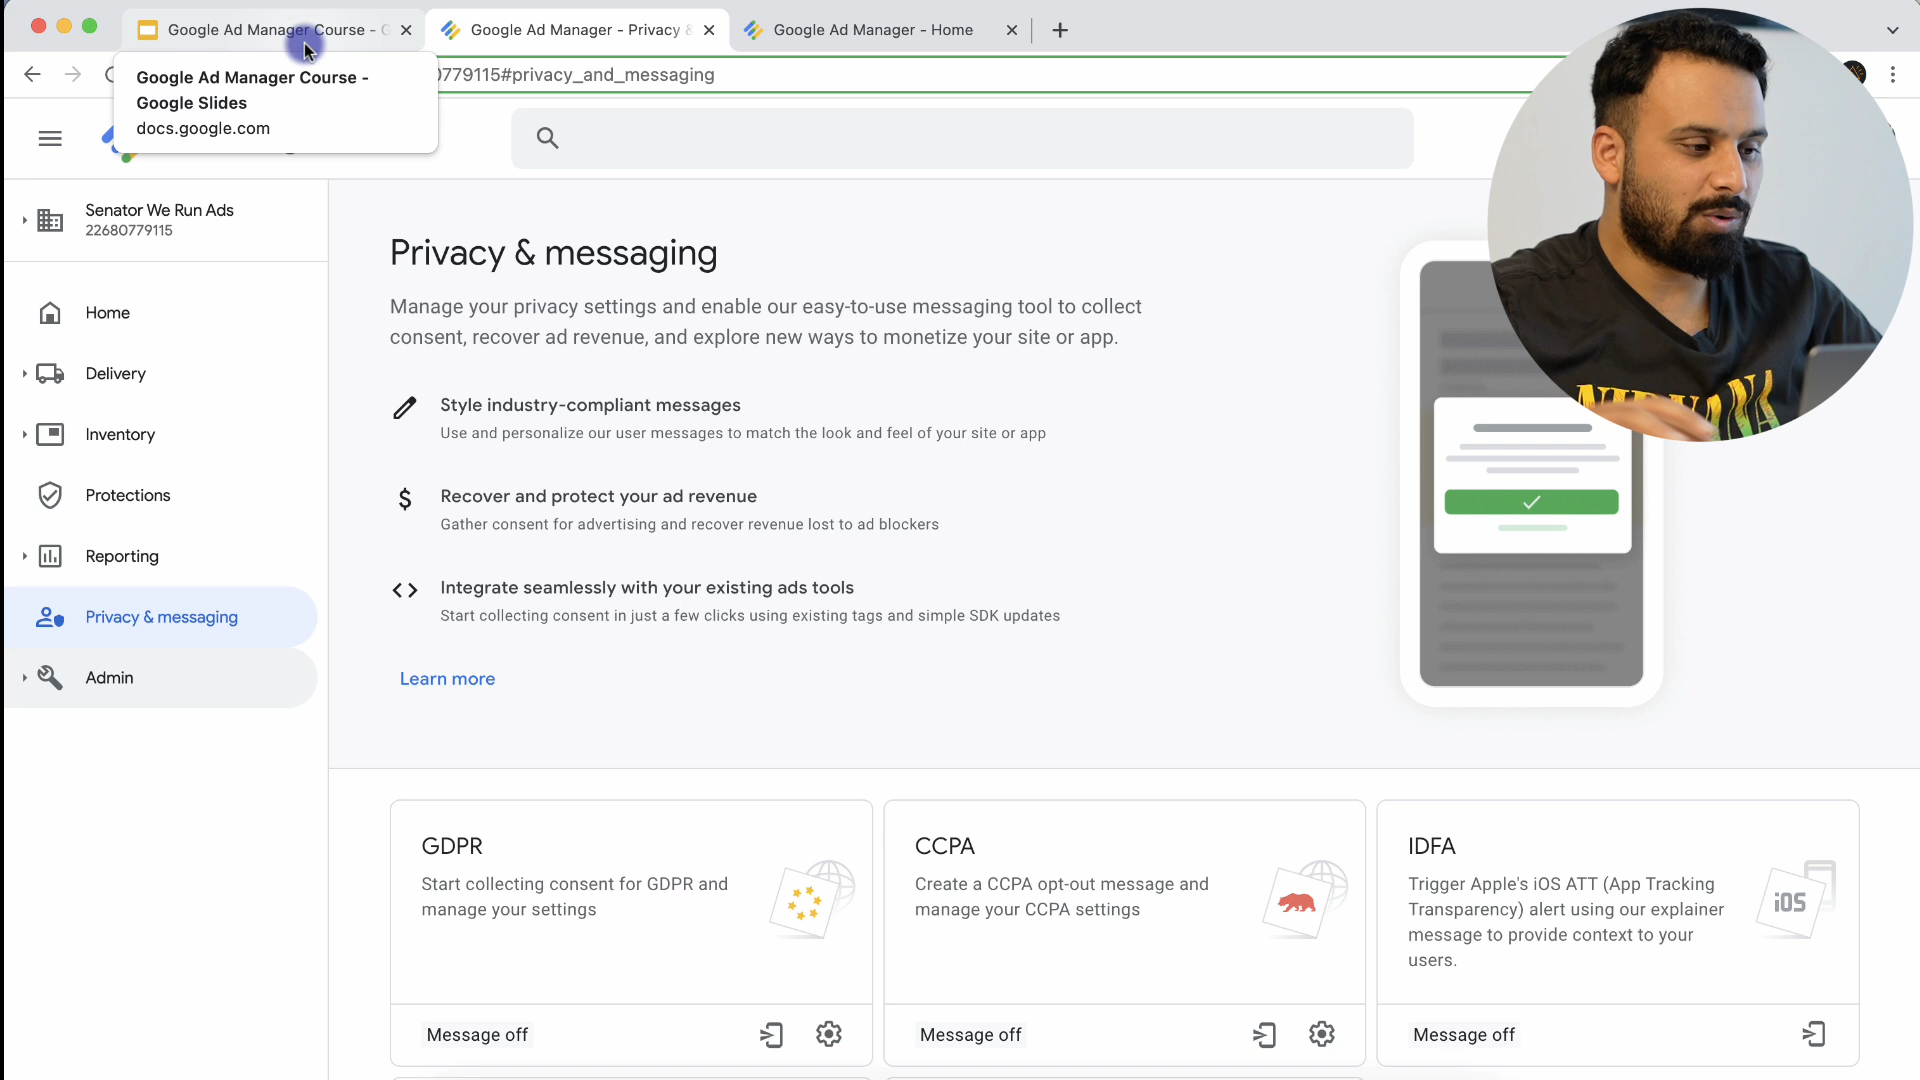 Google Ad Manager Course - G
Google Ad Manager - Privacy &
Google Ad Manager - Home
0779115#privacy_and_messaging
Google Ad Manager Course -
Google Slides
docs.google.com
Senator We Run Ads
22680779115
Home
Delivery
Inventory
Protections
Reporting
Privacy & messaging
Admin
Privacy & messaging
Manage your privacy settings and enable our easy-to-use messaging tool to collect
consent, recover ad revenue, and explore new ways to monetize your site or app.
Style industry-compliant messages
Use and personalize our user messages to match the look and feel of your site or app
Recover and protect your ad revenue
Gather consent for advertising and recover revenue lost to ad blockers
Integrate seamlessly with your existing ads tools
Start collecting consent in just a few clicks using existing tags and simple SDK updates
Learn more
NIRVANA
GDPR
Start collecting consent for GDPR and
manage your settings
Message off
CCPA
Create a CCPA opt-out message and
manage your CCPA settings
Message off
IDFA
Trigger Apple's iOS ATT (App Tracking
Transparency) alert using our explainer
message to provide context to your
users.
iOS
Message off